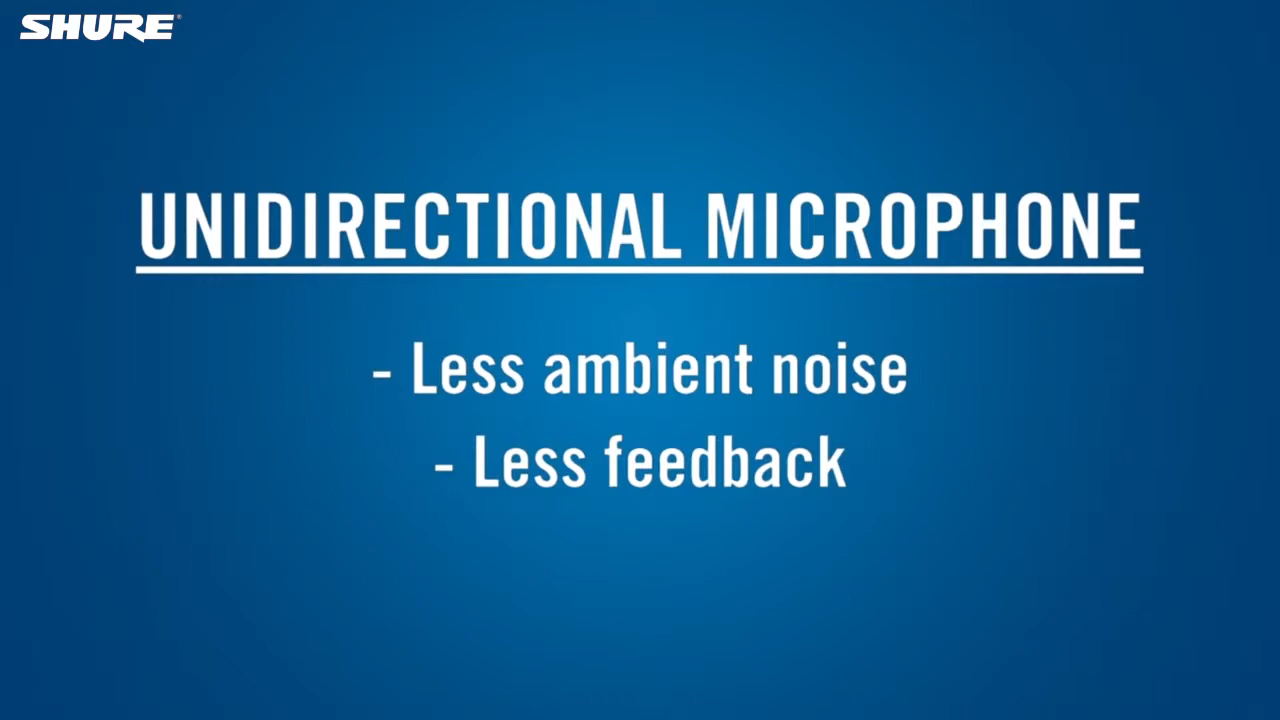 SHURE®
UNIDIRECTIONAL MICROPHONE
- Less ambient noise
- Less feedback